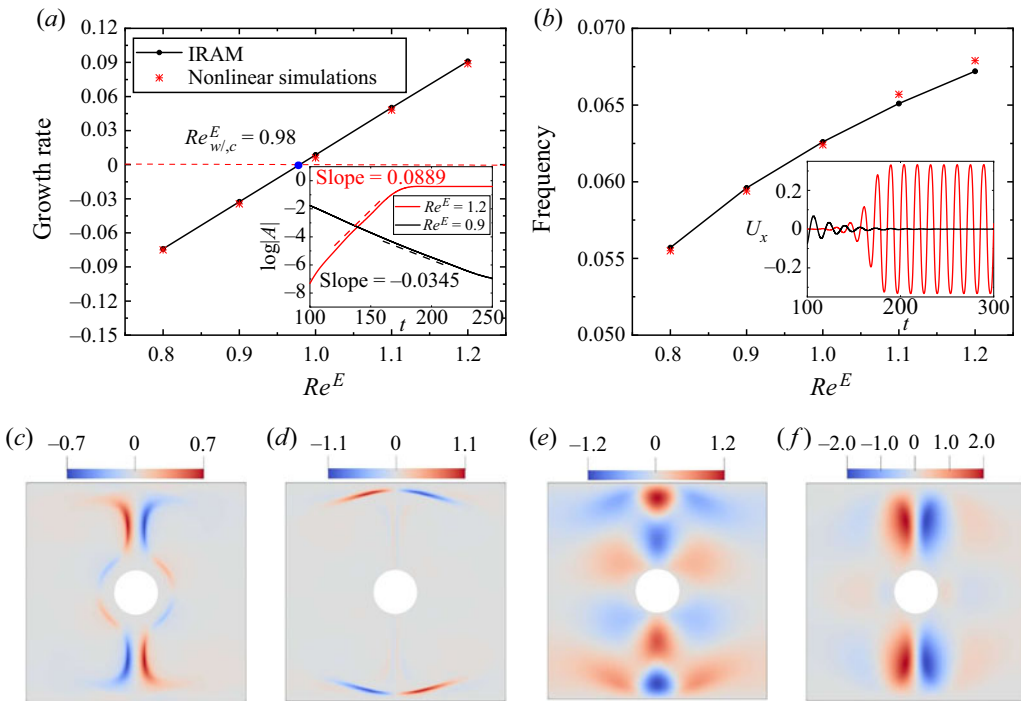 (a)
0.12
0.09
0.06
0.03
0
−0.03
−0.06
−0.09
−0.12
−0.15
Growth rate
IRAM
Nonlinear simulations
Re^E_{w/,c} = 0.98
Slope = 0.0889
Re^E = 1.2
Re^E = 0.9
Slope = −0.0345
0
−2
−4
−6
−8
log|A|
100 150 200 250
t
0.8 0.9 1.0 1.1 1.2
Re^E
(b)
0.070
0.065
0.060
0.055
0.050
Frequency
0.2
0
−0.2
U_x
100 200 300
t
0.8 0.9 1.0 1.1 1.2
Re^E
(c) −0.7 0 0.7
(d) −1.1 0 1.1
(e) −1.2 0 1.2
(f) −2.0 −1.0 0 1.0 2.0